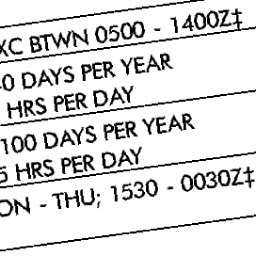 XC BTWN 0500 - 1400Z‡
0 DAYS PER YEAR
HRS PER DAY
100 DAYS PER YEAR
5 HRS PER DAY
ON - THU; 1530 - 0030Z‡